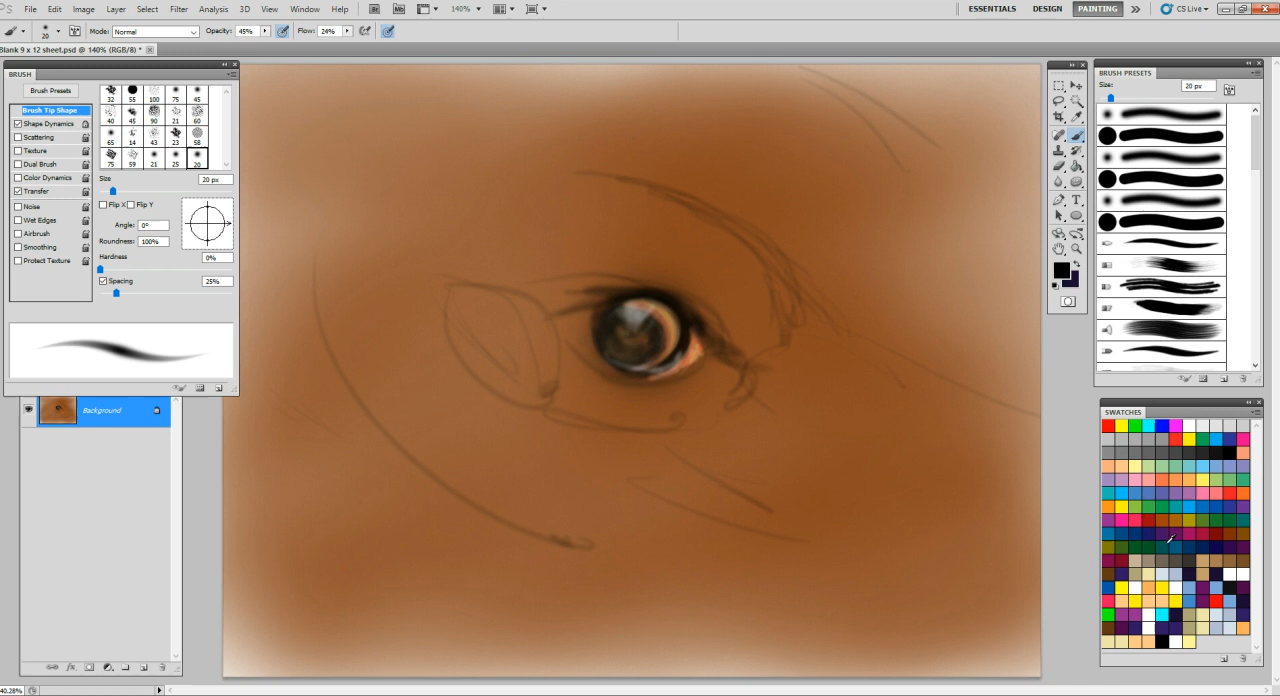 PS File Edit Image Layer Select Filter Analysis 3D View Window Help Br Mb 140% ESSENTIALS DESIGN PAINTING CS Live
20 Mode: Normal Opacity: 45% Flow: 24%
Blank 9 x 12 sheet.psd @ 140% (RGB/8) *
BRUSH
Brush Presets
Brush Tip Shape
Shape Dynamics
Scattering
Texture
Dual Brush
Color Dynamics
Transfer
Noise
Wet Edges
Airbrush
Smoothing
Protect Texture
32 55 100 75 45
40 45 90 21 60
65 14 43 23 58
75 59 21 25 20
Size 20 px
Flip X Flip Y
Angle: 0°
Roundness: 100%
Hardness
0%
Spacing 25%
Background
BRUSH PRESETS
Size: 20 px
T
SWATCHES
40.28%